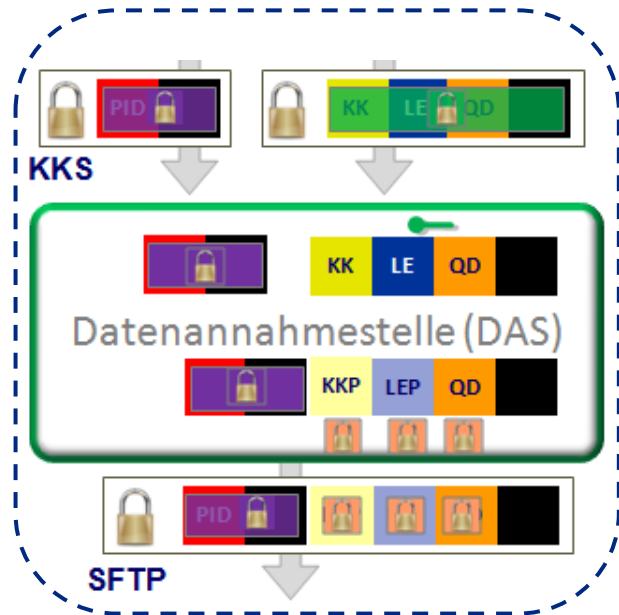 PID KK LE QD
KKS
KK LE QD
Datenannahmestelle (DAS)
KKP LEP QD
PID
SFTP